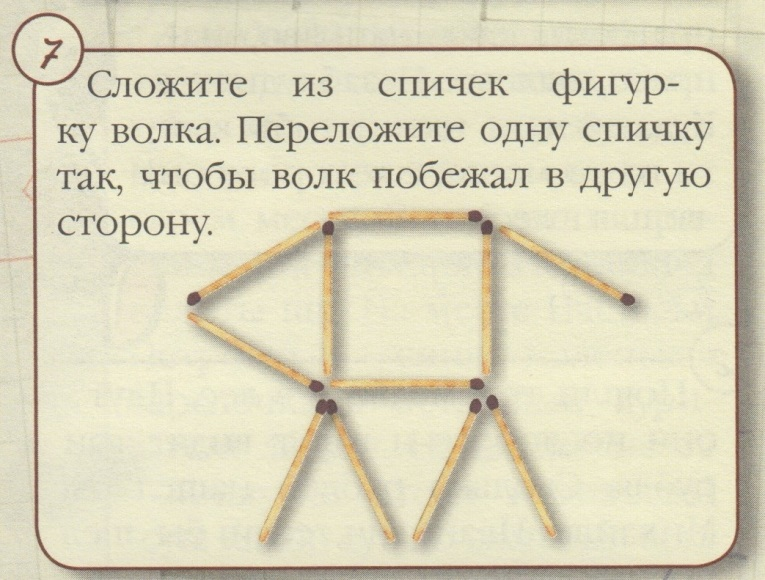 7
Сложите из спичек фигур-
ку волка. Переложите одну спичку
так, чтобы волк побежал в другую
сторону.